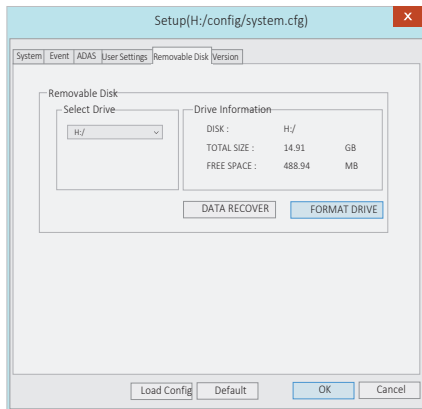 Setup(H:/config/system.cfg)
x
System Event ADAS User Settings Removable Disk Version
Removable Disk
Select Drive
H:/
Drive Information
DISK : H:/
TOTAL SIZE : 14.91 GB
FREE SPACE : 488.94 MB
DATA RECOVER FORMAT DRIVE
Load Config Default OK Cancel